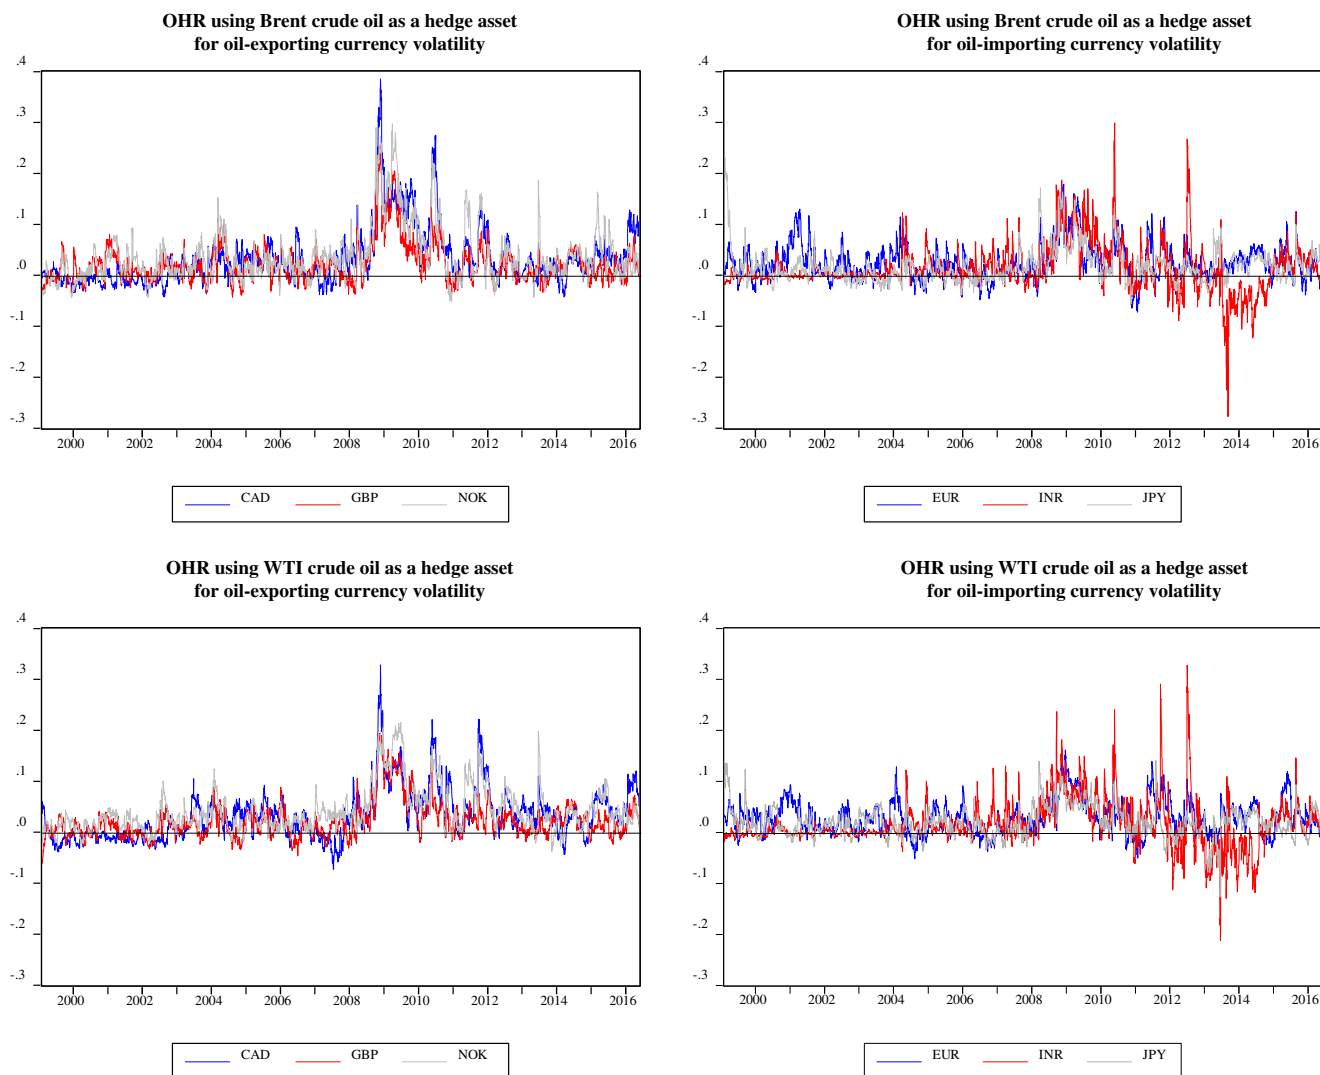 OHR using Brent crude oil as a hedge asset
for oil-exporting currency volatility
.4
.3
.2
.1
.0
-.1
-.2
-.3
2000 2002 2004 2006 2008 2010 2012 2014 2016
CAD GBP NOK
OHR using Brent crude oil as a hedge asset
for oil-importing currency volatility
.4
.3
.2
.1
.0
-.1
-.2
-.3
2000 2002 2004 2006 2008 2010 2012 2014 2016
EUR INR JPY
OHR using WTI crude oil as a hedge asset
for oil-exporting currency volatility
.4
.3
.2
.1
.0
-.1
-.2
-.3
2000 2002 2004 2006 2008 2010 2012 2014 2016
CAD GBP NOK
OHR using WTI crude oil as a hedge asset
for oil-importing currency volatility
.4
.3
.2
.1
.0
-.1
-.2
-.3
2000 2002 2004 2006 2008 2010 2012 2014 2016
EUR INR JPY